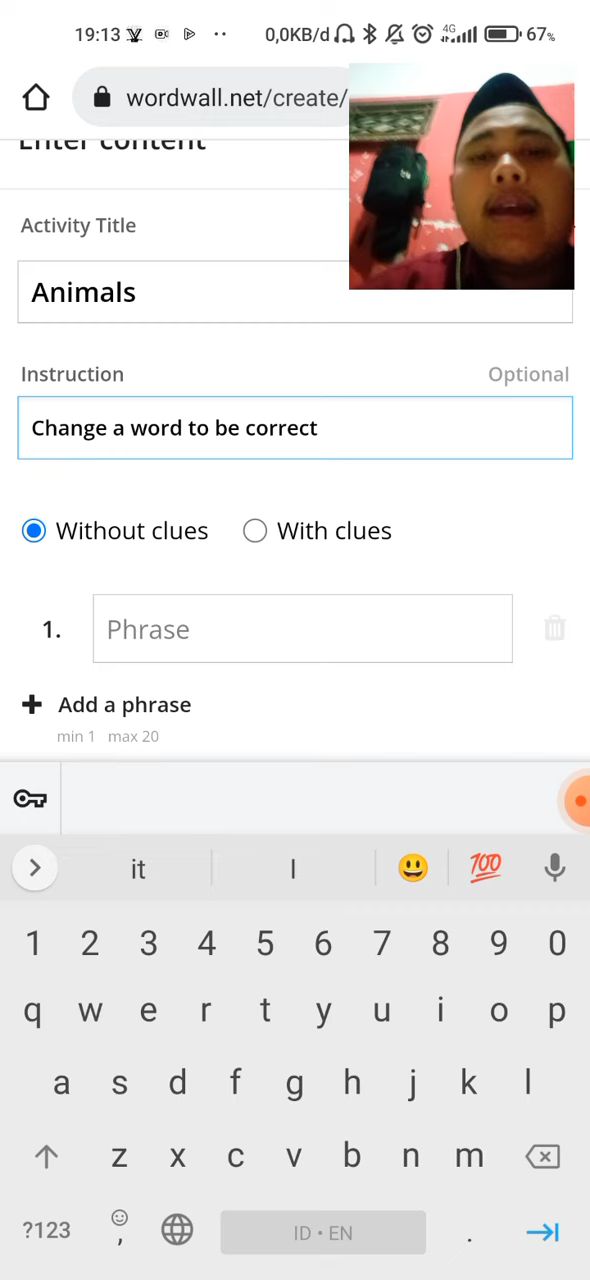 19:13
0,0KB/d
4G
67%
wordwall.net/create/
Enter content
Activity Title
Animals
Instruction
Optional
Change a word to be correct
Without clues
With clues
1.
Phrase
Add a phrase
min 1 max 20
it
I
100
1 2 3 4 5 6 7 8 9 0
q w e r t y u i o p
a s d f g h j k l
z x c v b n m
?123
,
ID • EN
.